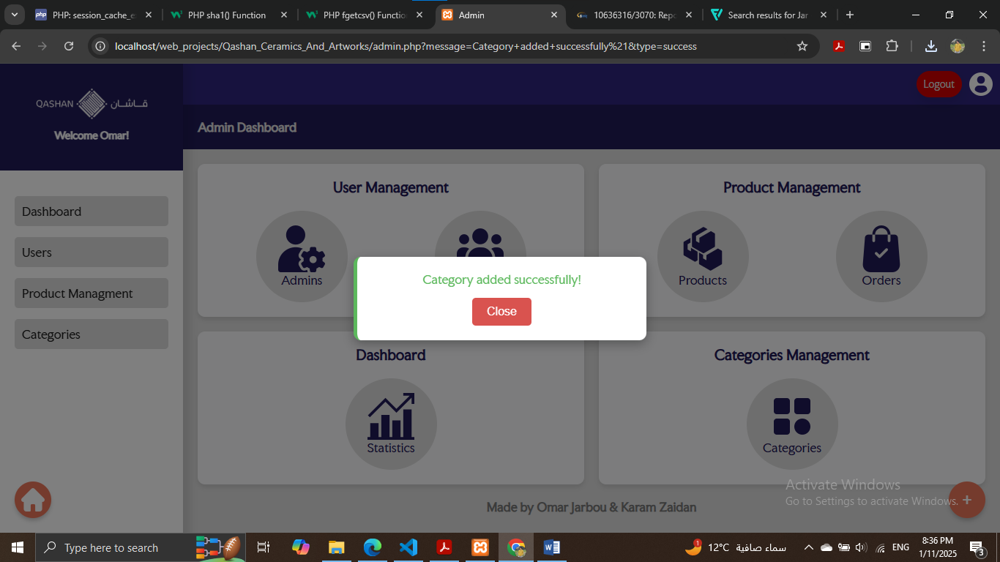 PHP: session_cache_e
PHP sha1() Function
PHP fgetcsv() Functio
Admin
10636316/3070: Repo
Search results for Jar
localhost/web_projects/Qashan_Ceramics_And_Artworks/admin.php?message=Category+added+successfully%21&type=success
Logout
QASHAN قاشان
Welcome Omar!
Admin Dashboard
Dashboard
Users
Product Managment
Categories
User Management
Admins
Product Management
Products
Orders
Category added successfully!
Close
Dashboard
Statistics
Categories Management
Categories
Made by Omar Jarbou & Karam Zaidan
Activate Windows
Go to Settings to activate Windows.
+
Type here to search
1
12°C سماء صافية
ENG
8:36 PM
1/11/2025
3